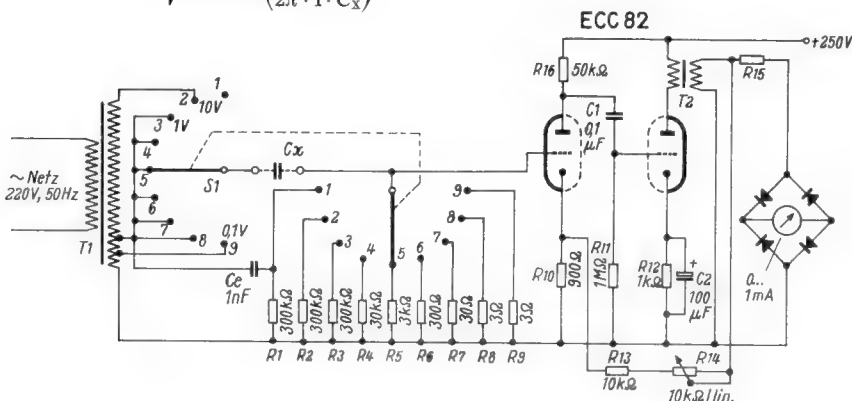 (2π · f · Cx)
ECC 82
+250V
R16
50kΩ
C1
0,1
µF
T2
R15
1
2
10V
3
1V
4
5
S1
Cx
6
7
8
0,1V
9
~ Netz
220V, 50Hz
T1
Ce
1nF
1
2
3
4
5
6
7
8
9
300kΩ
300kΩ
300kΩ
30kΩ
3kΩ
300Ω
30Ω
3Ω
3Ω
R1
R2
R3
R4
R5
R6
R7
R8
R9
R10
900Ω
R11
1MΩ
R12
1kΩ
+
C2
100
µF
0...
1mA
R13
10kΩ
R14
10kΩ lin.